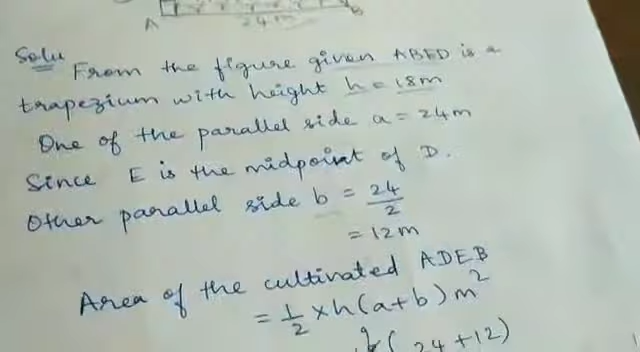 A 24m B
Solu From the figure given ABED is a
trapezium with height h = 18m
One of the parallel side a = 24m
Since E is the midpoint of D.
Other parallel side b = 24/2
= 12m
Area of the cultivated ADEB
= 1/2 × h(a+b) m²
(24+12)